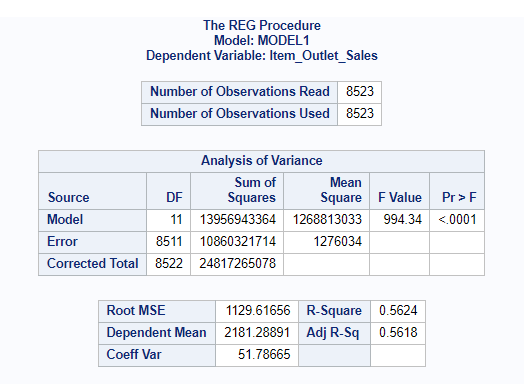 The REG Procedure
Model: MODEL1
Dependent Variable: Item_Outlet_Sales
Number of Observations Read 8523
Number of Observations Used 8523
Analysis of Variance
Source DF Sum of Squares Mean Square F Value Pr > F
Model 11 13956943364 1268813033 994.34 <.0001
Error 8511 10860321714 1276034
Corrected Total 8522 24817265078
Root MSE 1129.61656 R-Square 0.5624
Dependent Mean 2181.28891 Adj R-Sq 0.5618
Coeff Var 51.78665